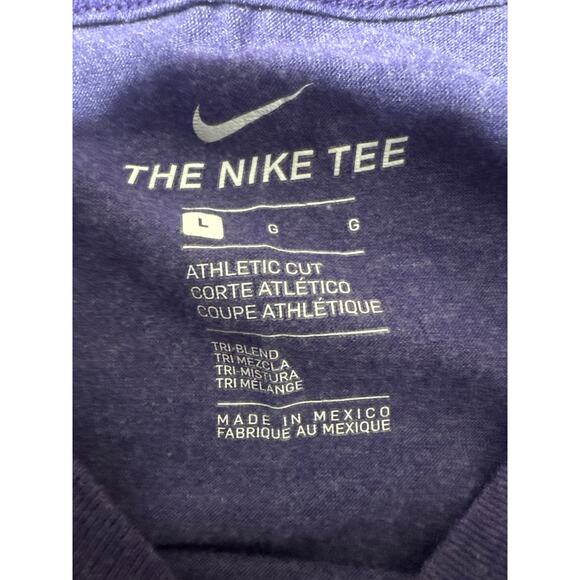 THE NIKE TEE
L G G
ATHLETIC CUT
CORTE ATLÉTICO
COUPE ATHLÉTIQUE
TRI-BLEND
TRI MEZCLA
TRI-MISTURA
TRI MÉLANGE
MADE IN MEXICO
FABRIQUE AU MEXIQUE